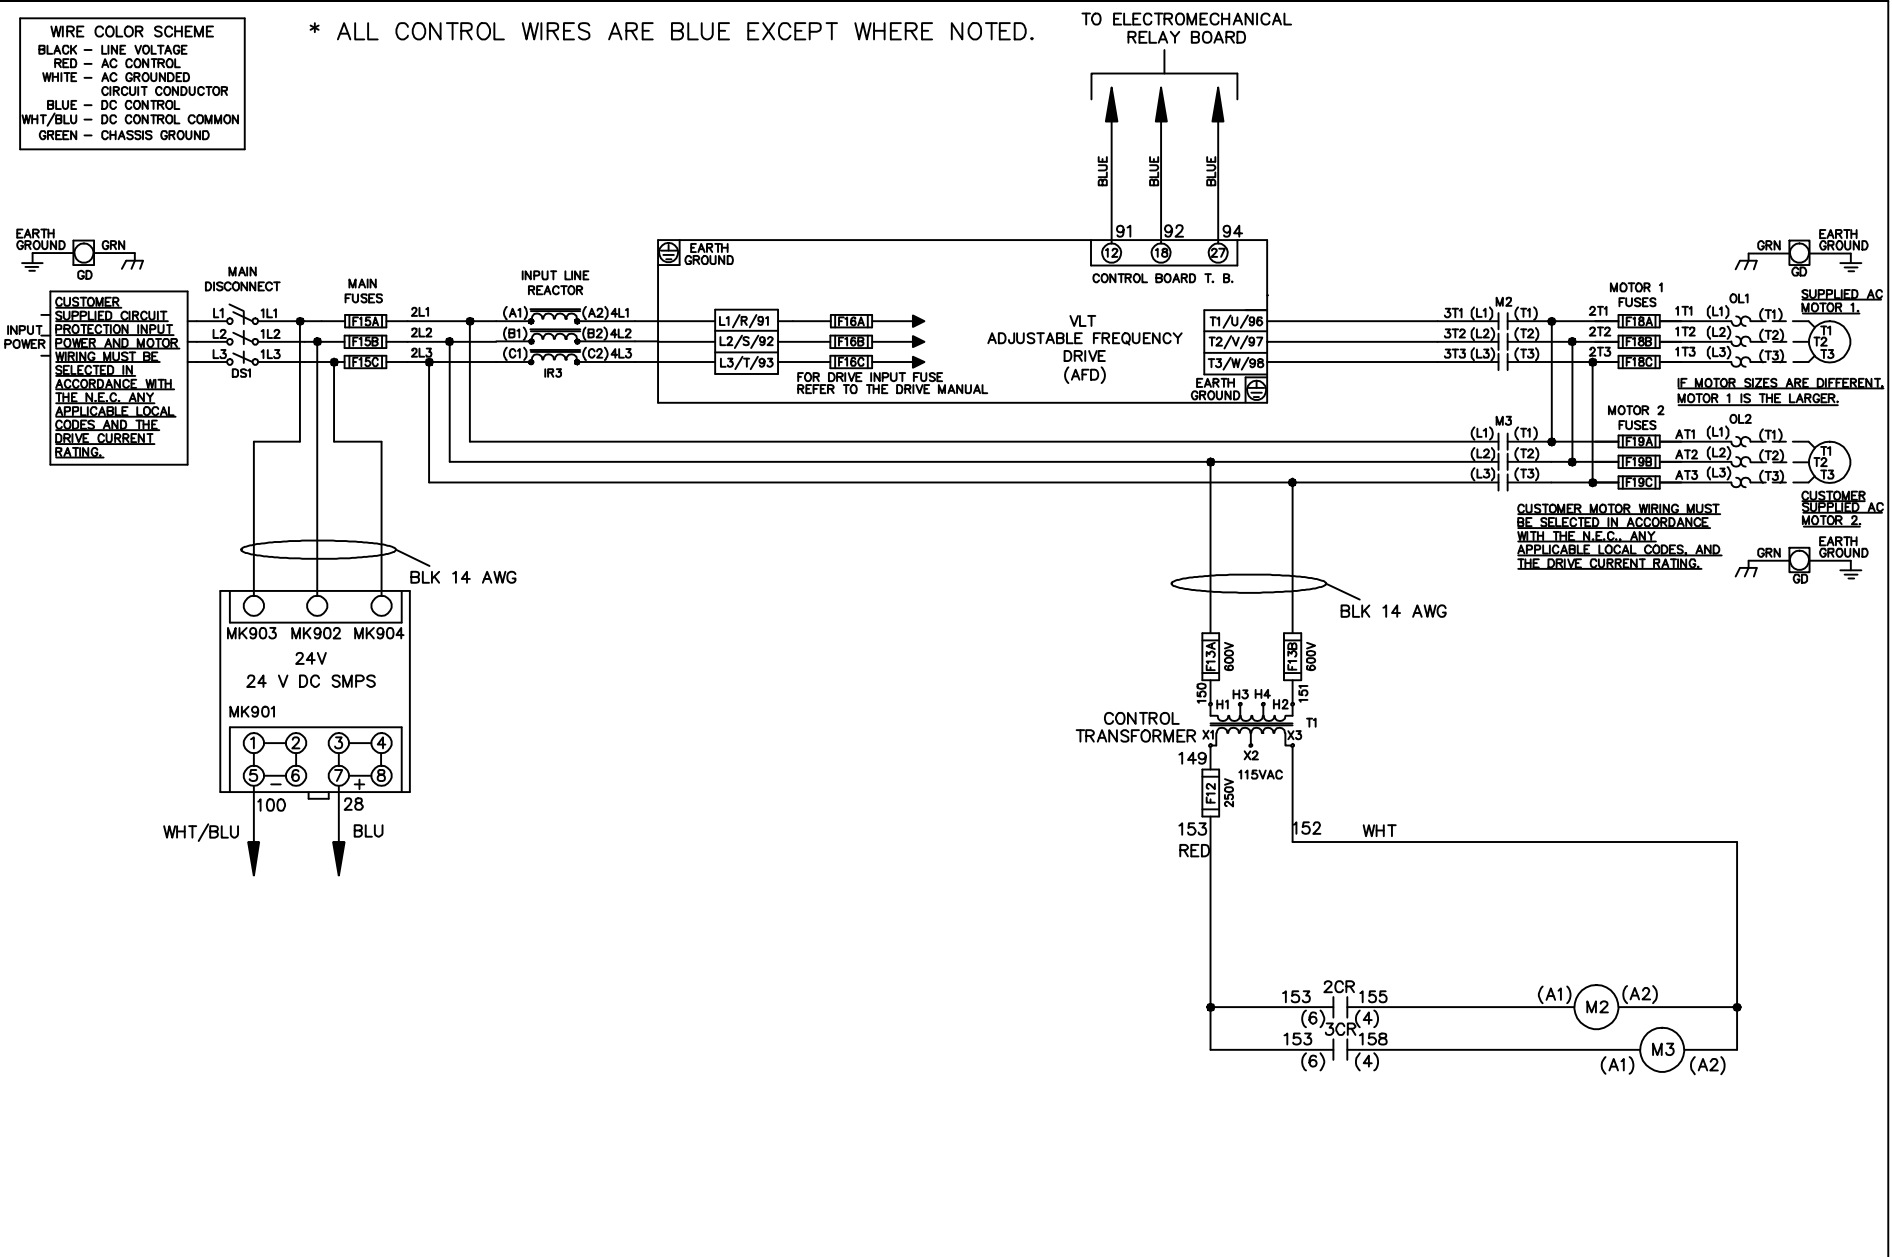 WIRE COLOR SCHEME
BLACK – LINE VOLTAGE
RED – AC CONTROL
WHITE – AC GROUNDED
CIRCUIT CONDUCTOR
BLUE – DC CONTROL
WHT/BLU – DC CONTROL COMMON
GREEN – CHASSIS GROUND
* ALL CONTROL WIRES ARE BLUE EXCEPT WHERE NOTED.
TO ELECTROMECHANICAL
RELAY BOARD
BLUE
BLUE
BLUE
91 92 94
12 18 27
CONTROL BOARD T. B.
EARTH
GROUND
GRN
GD
INPUT
POWER
CUSTOMER
SUPPLIED CIRCUIT
PROTECTION INPUT
POWER AND MOTOR
WIRING MUST BE
SELECTED IN
ACCORDANCE WITH
THE N.E.C. ANY
APPLICABLE LOCAL
CODES AND THE
DRIVE CURRENT
RATING.
MAIN
DISCONNECT
L1 1L1
L2 1L2
L3 1L3
DS1
MAIN
FUSES
F15A 2L1
F15B 2L2
F15C 2L3
INPUT LINE
REACTOR
(A1) (A2) 4L1
(B1) (B2) 4L2
(C1) (C2) 4L3
IR3
EARTH
GROUND
L1/R/91 F16A
L2/S/92 F16B
L3/T/93 F16C
FOR DRIVE INPUT FUSE
REFER TO THE DRIVE MANUAL
VLT
ADJUSTABLE FREQUENCY
DRIVE
(AFD)
T1/U/96
T2/V/97
T3/W/98
EARTH
GROUND
M2
3T1 (L1) (T1)
3T2 (L2) (T2)
3T3 (L3) (T3)
MOTOR 1
FUSES
2T1 F18A 1T1 (L1) (T1)
2T2 F18B 1T2 (L2) (T2)
2T3 F18C 1T3 (L3) (T3)
OL1
GRN
GD
EARTH
GROUND
SUPPLIED AC
MOTOR 1.
T1
T2
T3
IF MOTOR SIZES ARE DIFFERENT,
MOTOR 1 IS THE LARGER.
M3
(L1) (T1)
(L2) (T2)
(L3) (T3)
MOTOR 2
FUSES
F19A AT1 (L1) (T1)
F19B AT2 (L2) (T2)
F19C AT3 (L3) (T3)
OL2
T1
T2
T3
CUSTOMER
SUPPLIED AC
MOTOR 2.
CUSTOMER MOTOR WIRING MUST
BE SELECTED IN ACCORDANCE
WITH THE N.E.C., ANY
APPLICABLE LOCAL CODES, AND
THE DRIVE CURRENT RATING.
GRN
GD
EARTH
GROUND
BLK 14 AWG
MK903 MK902 MK904
24V
24 V DC SMPS
MK901
1 2 3 4
5 – 6 7 + 8
100 28
WHT/BLU BLU
BLK 14 AWG
F13A 600V F13B 600V
150 151
H1 H3 H4 H2
T1
CONTROL
TRANSFORMER
X1 X3
X2
149
115VAC
F12 250V
153
RED
152 WHT
2CR
153 155
(6) (4)
(A1) M2 (A2)
3CR
153 158
(6) (4)
(A1) M3 (A2)